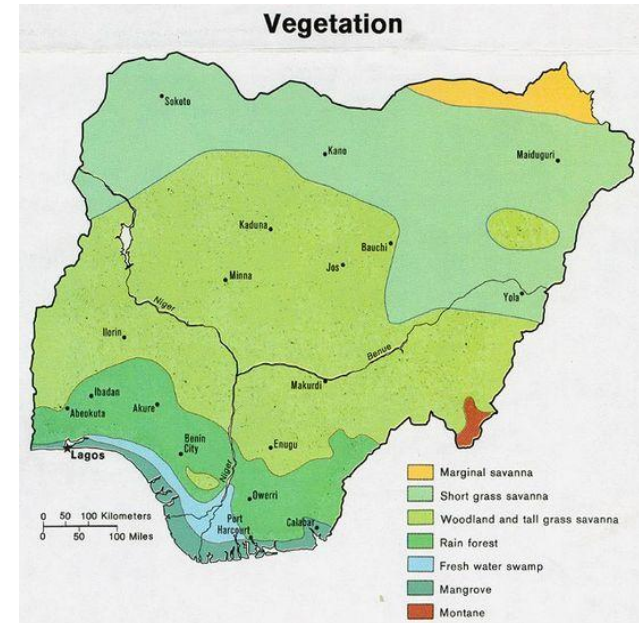 Vegetation
Sokoto
Kano
Maiduguri
Kaduna
Bauchi
Jos
Minna
Yola
Niger
Ilorin
Benue
Makurdi
Ibadan
Abeokuta
Akure
Benin
City
Enugu
Lagos
Niger
Owerri
Port
Harcourt
Calabar
0 50 100 Kilometers
0 50 100 Miles
Marginal savanna
Short grass savanna
Woodland and tall grass savanna
Rain forest
Fresh water swamp
Mangrove
Montane